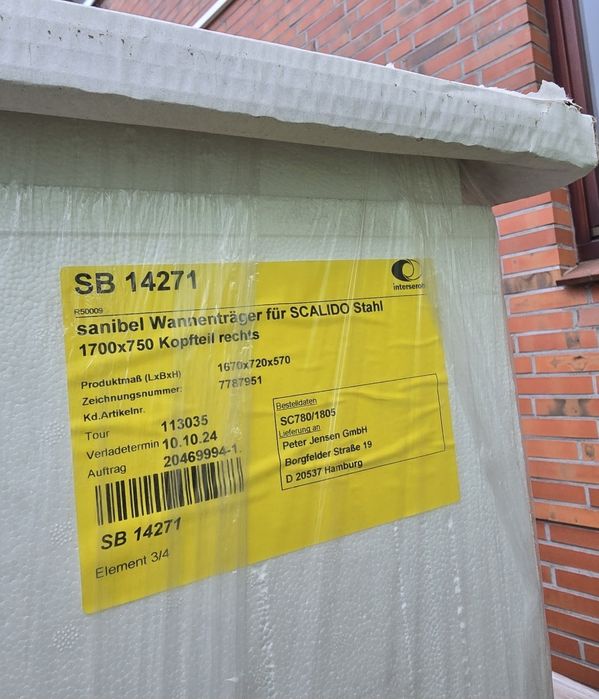 SB 14271
interseroh
R50009
sanibel Wannenträger für SCALIDO Stahl
1700x750 Kopfteil rechts
Produktmaß (LxBxH) 1670x720x570
Zeichnungsnummer: 7787951
Kd.Artikelnr.
Tour 113035
Verladetermin 10.10.24
Auftrag 20469994-1.
Bestelldaten
SC780/1805
Lieferung an
Peter Jensen GmbH
Borgfelder Straße 19
D 20537 Hamburg
SB 14271
Element 3/4